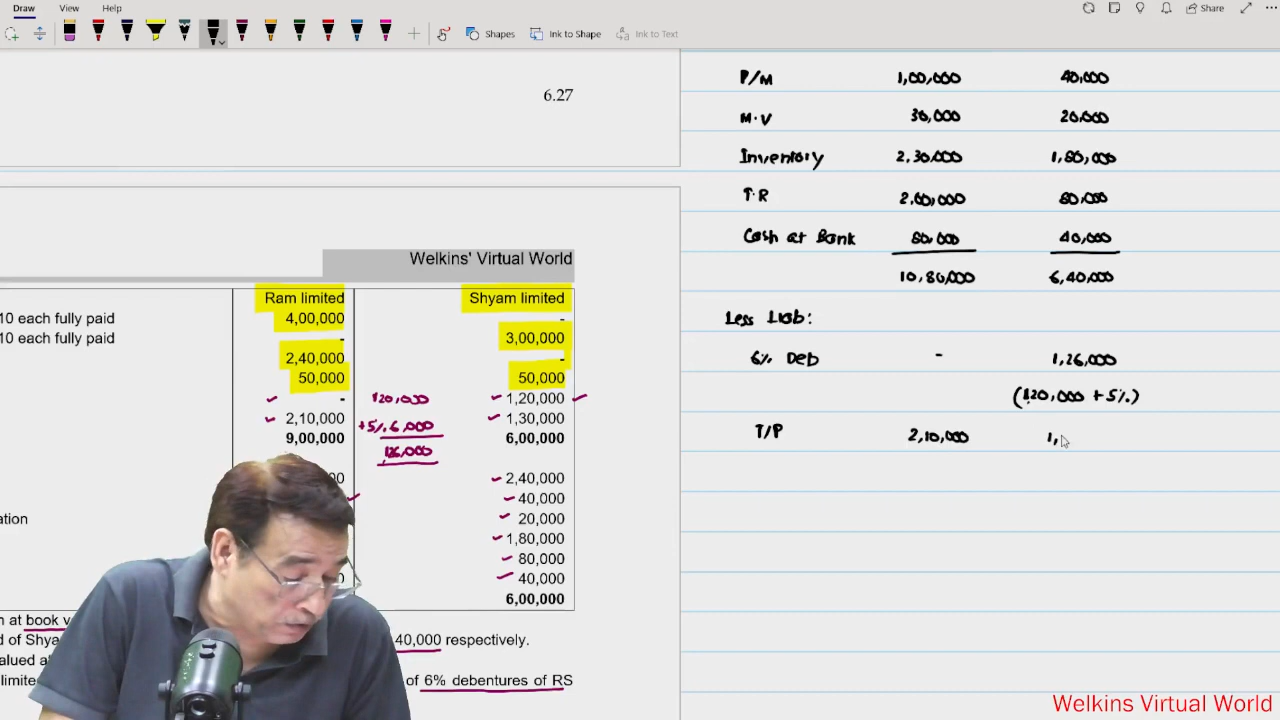 Draw View Help Share
Shapes Ink to Shape Ink to Text
6.27
Welkins' Virtual World
Ram limited Shyam limited
10 each fully paid 4,00,000 -
10 each fully paid - 3,00,000
2,40,000 -
50,000 50,000
- 120,000 1,20,000
2,10,000 +5% 6,000 1,30,000
9,00,000 126,000 6,00,000
2,40,000
40,000
ation 20,000
1,80,000
80,000
40,000
6,00,000
n at book v
d of Shya 40,000 respectively.
alued a
limite of 6% debentures of RS
P/M 1,00,000 40,000
M.V 30,000 20,000
Inventory 2,30,000 1,80,000
T.R 2,60,000 80,000
Cash at Bank 80,000 40,000
10,80,000 6,40,000
Less Liab:
6% Deb - 1,26,000
(120,000 + 5%)
T/P 2,10,000 1,
Welkins Virtual World